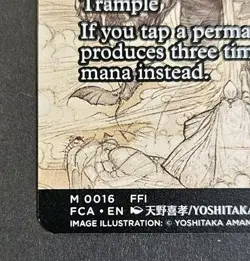 Trample
If you tap a perma
produces three tim
mana instead.
M 0016 FFI
FCA • EN 天野喜孝/YOSHITAKA
IMAGE ILLUSTRATION: © YOSHITAKA AMAN